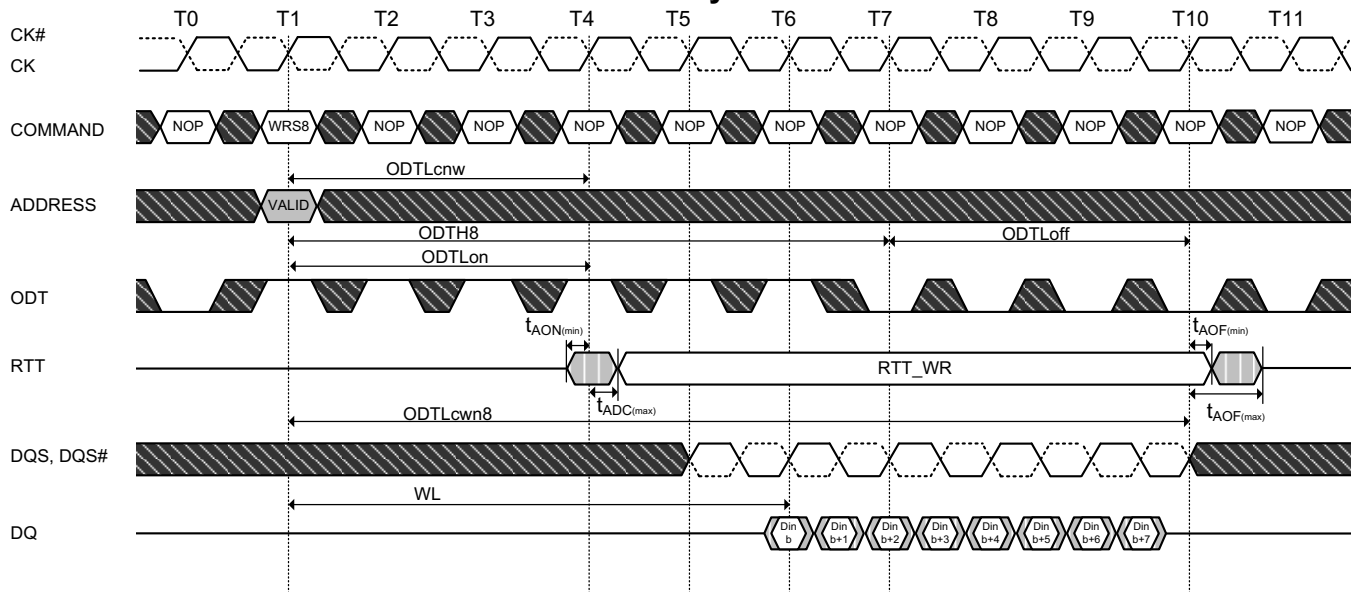 T0 T1 T2 T3 T4 T5 T6 T7 T8 T9 T10 T11
CK#
CK
COMMAND NOP WRS8 NOP NOP NOP NOP NOP NOP NOP NOP NOP NOP
ODTLcnw
ADDRESS VALID
ODTH8 ODTLoff
ODTLon
ODT
tAON(min) tAOF(min)
RTT RTT_WR
tADC(max) tAOF(max)
ODTLcwn8
DQS, DQS#
WL
DQ Din b Din b+1 Din b+2 Din b+3 Din b+4 Din b+5 Din b+6 Din b+7